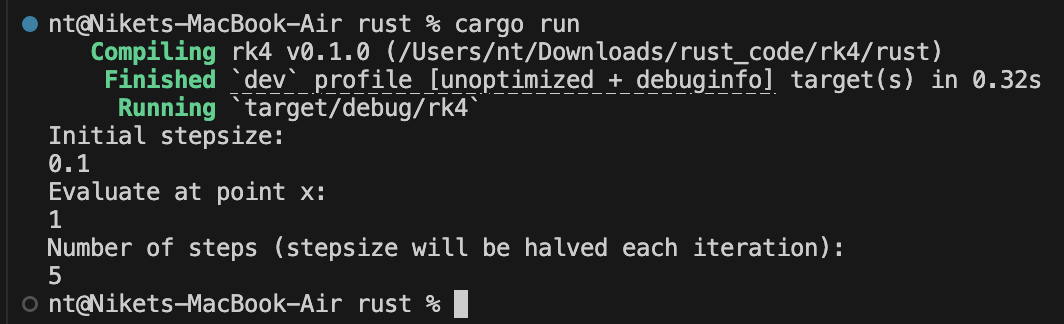 nt@Nikets-MacBook-Air rust % cargo run
Compiling rk4 v0.1.0 (/Users/nt/Downloads/rust_code/rk4/rust)
Finished `dev` profile [unoptimized + debuginfo] target(s) in 0.32s
Running `target/debug/rk4`
Initial stepsize:
0.1
Evaluate at point x:
1
Number of steps (stepsize will be halved each iteration):
5
nt@Nikets-MacBook-Air rust %